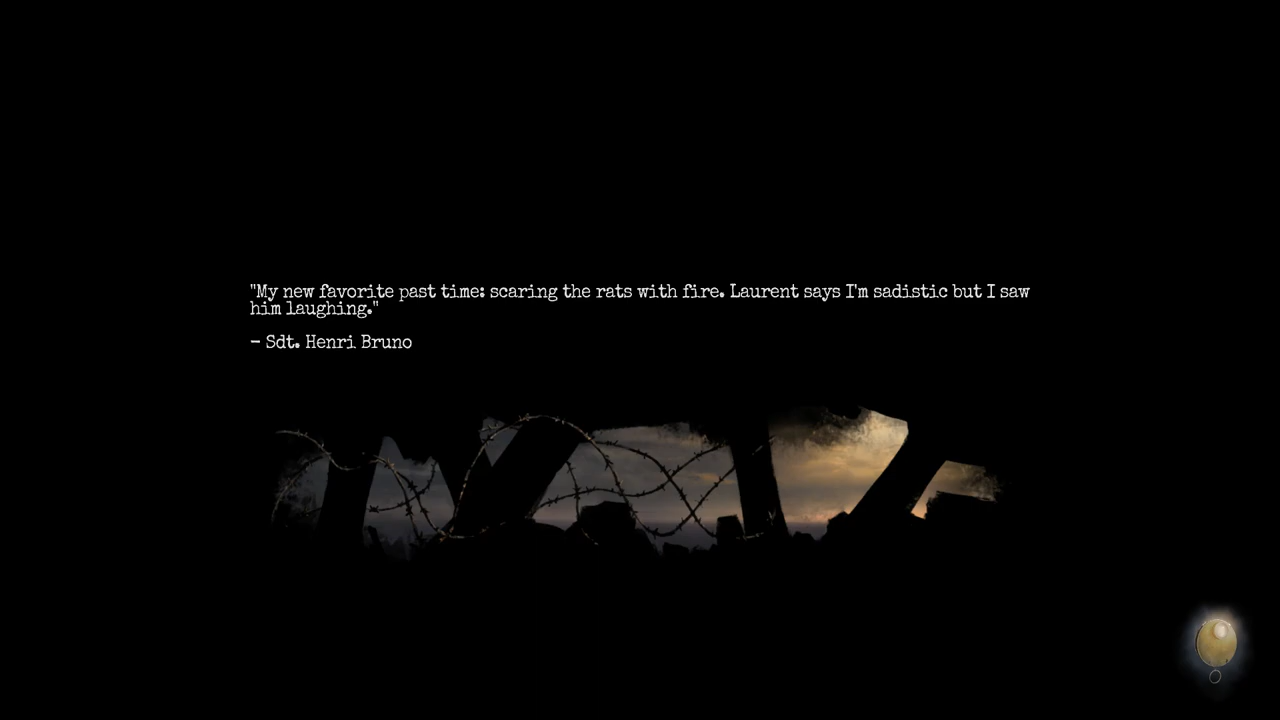 "My new favorite past time: scaring the rats with fire. Laurent says I'm sadistic but I saw
him laughing."
– Sdt. Henri Bruno